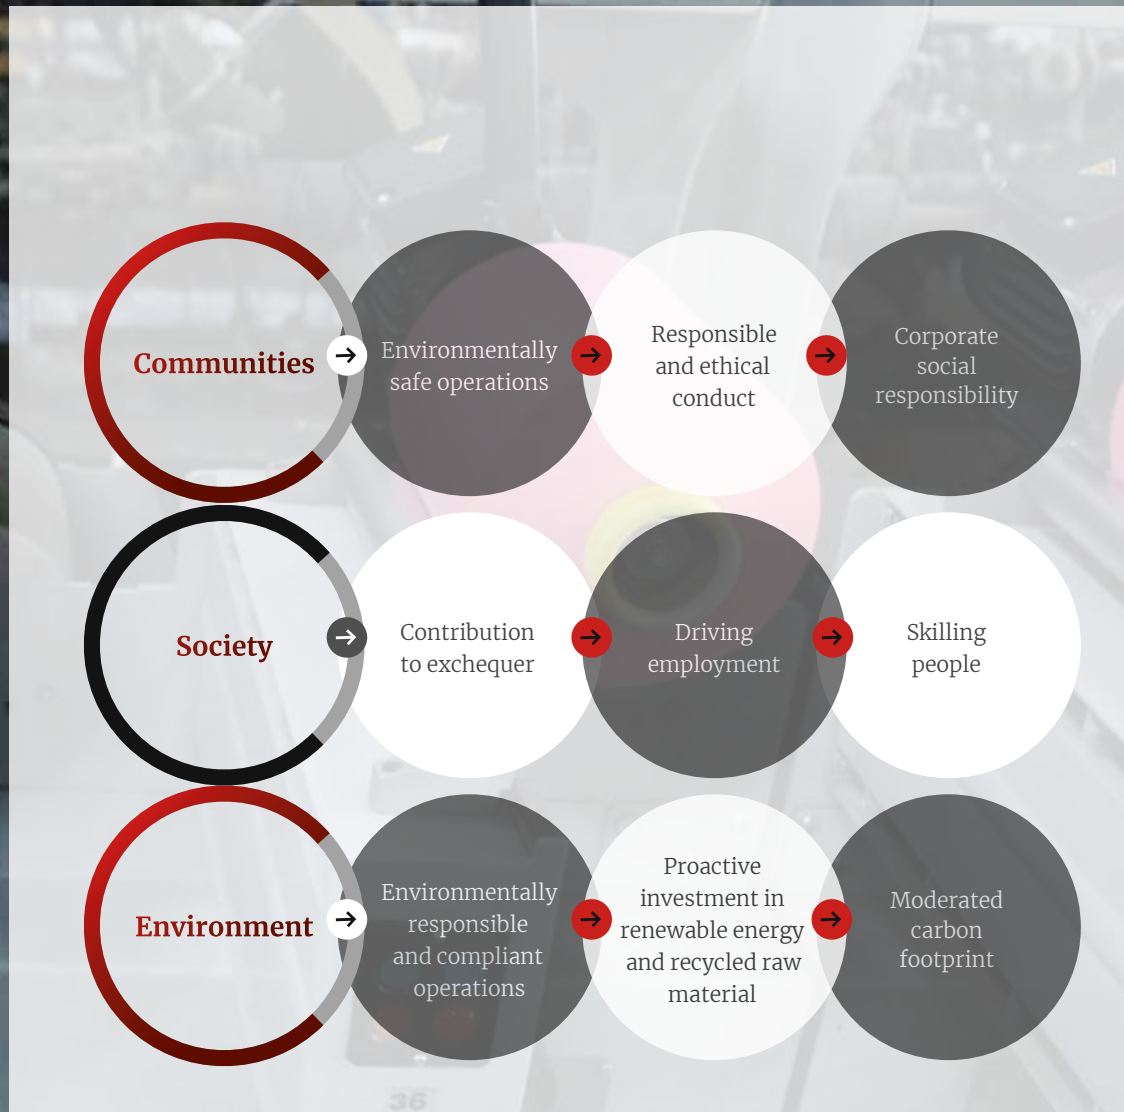 Communities
Environmentally
safe operations
Responsible
and ethical
conduct
Corporate
social
responsibility
Society
Contribution
to exchequer
Driving
employment
Skilling
people
Environment
Environmentally
responsible
and compliant
operations
Proactive
investment in
renewable energy
and recycled raw
material
Moderated
carbon
footprint
36